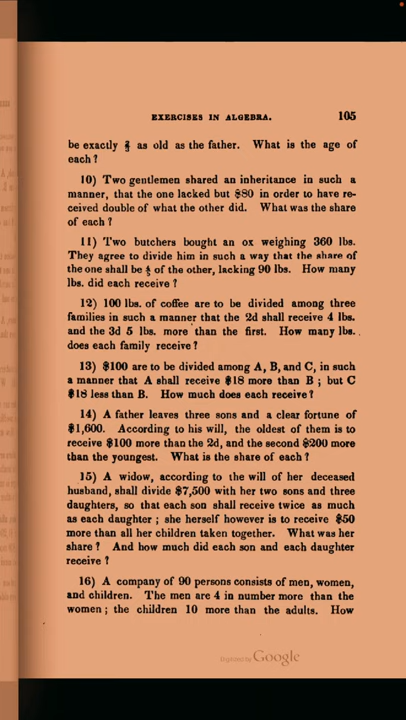 EXERCISES IN ALGEBRA. 105
be exactly ⅔ as old as the father. What is the age of
each?
10) Two gentlemen shared an inheritance in such a
manner, that the one lacked but $80 in order to have re-
ceived double of what the other did. What was the share
of each?
11) Two butchers bought an ox weighing 360 lbs.
They agree to divide him in such a way that the share of
the one shall be of the other, lacking 90 lbs. How many
lbs. did each receive?
12) 100 lbs. of coffee are to be divided among three
families in such a manner that the 2d shall receive 4 lbs.
and the 3d 5 lbs. more than the first. How many lbs.
does each family receive?
13) $100 are to be divided among A, B, and C, in such
a manner that A shall receive $18 more than B; but C
$18 less than B. How much does each receive?
14) A father leaves three sons and a clear fortune of
$1,600. According to his will, the oldest of them is to
receive $100 more than the 2d, and the second $200 more
than the youngest. What is the share of each?
15) A widow, according to the will of her deceased
husband, shall divide $7,500 with her two sons and three
daughters, so that each son shall receive twice as much
as each daughter; she herself however is to receive $50
more than all her children taken together. What was her
share? And how much did each son and each daughter
receive?
16) A company of 90 persons consists of men, women,
and children. The men are 4 in number more than the
women; the children 10 more than the adults. How
Digitized by Google